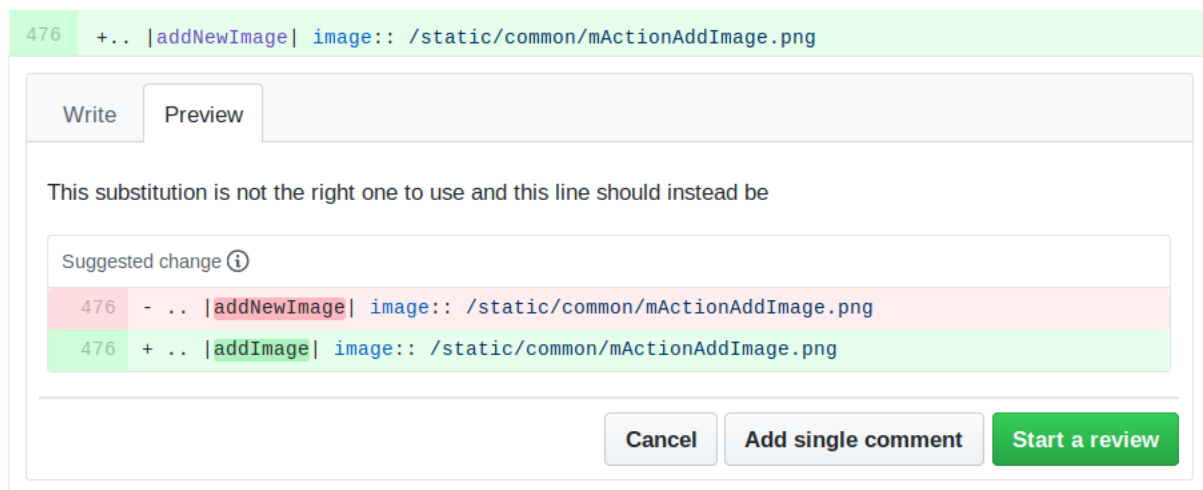 476 +.. |addNewImage| image:: /static/common/mActionAddImage.png
Write Preview
This substitution is not the right one to use and this line should instead be
Suggested change
476 - .. |addNewImage| image:: /static/common/mActionAddImage.png
476 + .. |addImage| image:: /static/common/mActionAddImage.png
Cancel Add single comment Start a review